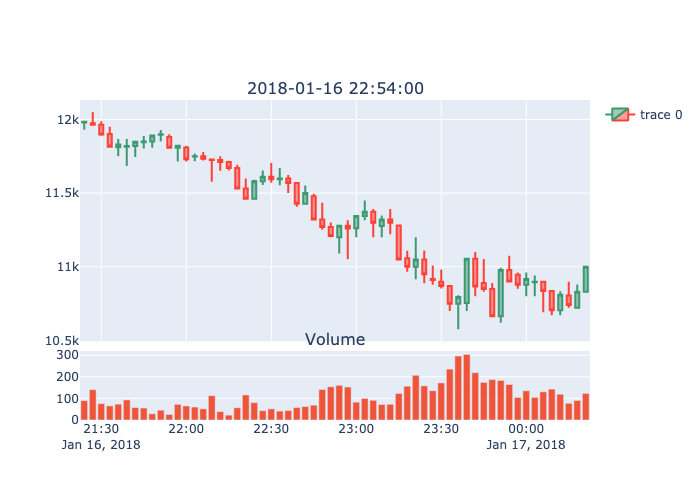 2018-01-16 22:54:00
trace 0
12k
11.5k
11k
10.5k
Volume
300
200
100
0
21:30 22:00 22:30 23:00 23:30 00:00
Jan 16, 2018 Jan 17, 2018